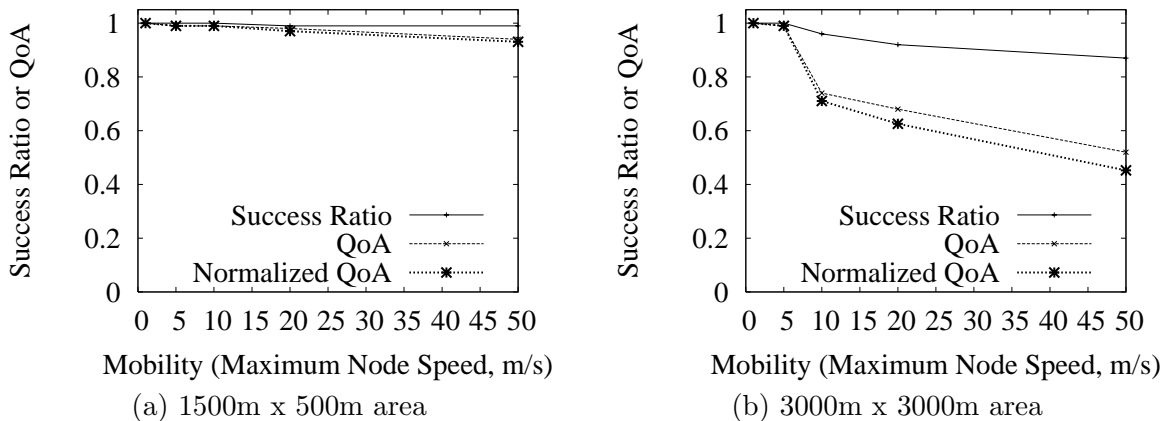 Success Ratio or QoA
1
0.8
0.6
0.4
0.2
0
Success Ratio
QoA
Normalized QoA
0 5 10 15 20 25 30 35 40 45 50
Mobility (Maximum Node Speed, m/s)
(a) 1500m x 500m area
Success Ratio or QoA
1
0.8
0.6
0.4
0.2
0
Success Ratio
QoA
Normalized QoA
0 5 10 15 20 25 30 35 40 45 50
Mobility (Maximum Node Speed, m/s)
(b) 3000m x 3000m area